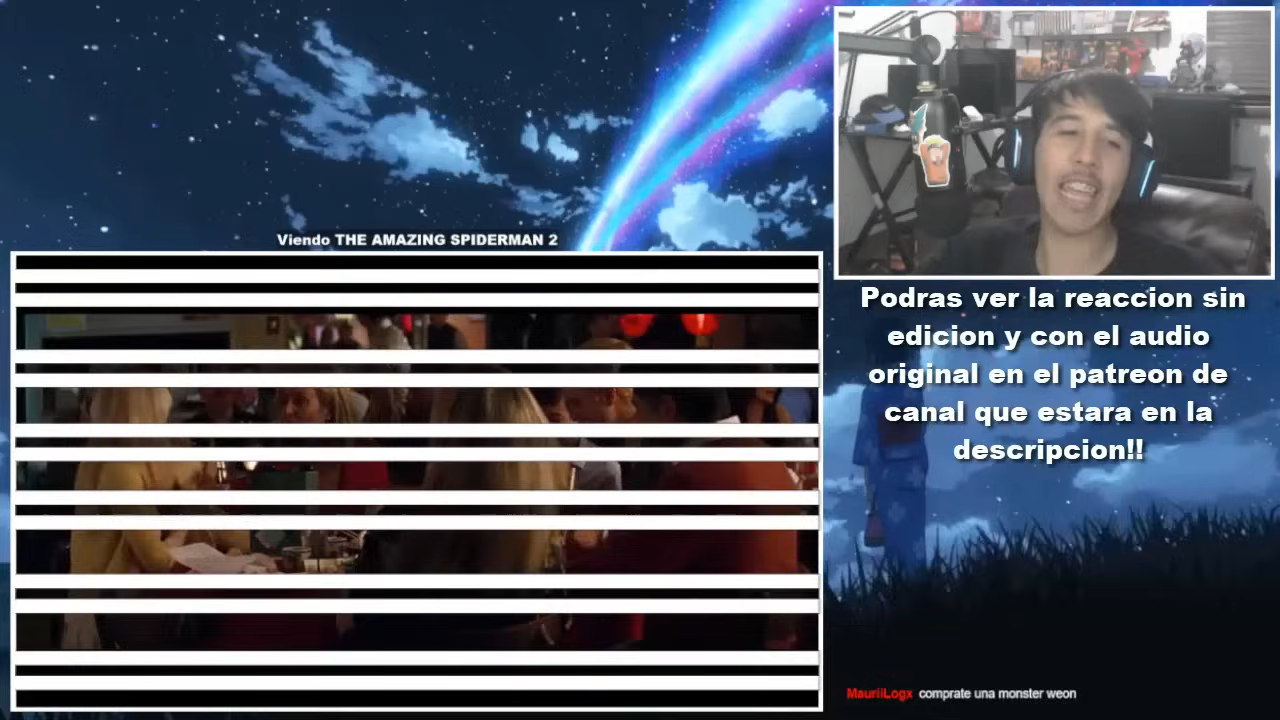 Viendo THE AMAZING SPIDERMAN 2
Podras ver la reaccion sin
edicion y con el audio
original en el patreon de
canal que estara en la
descripcion!!
MauriiLogx comprate una monster weon